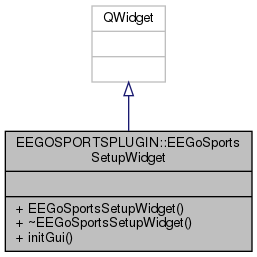 QWidget
EEGOSPORTSPLUGIN::EEGoSports
SetupWidget
+ EEGoSportsSetupWidget()
+ ~EEGoSportsSetupWidget()
+ initGui()